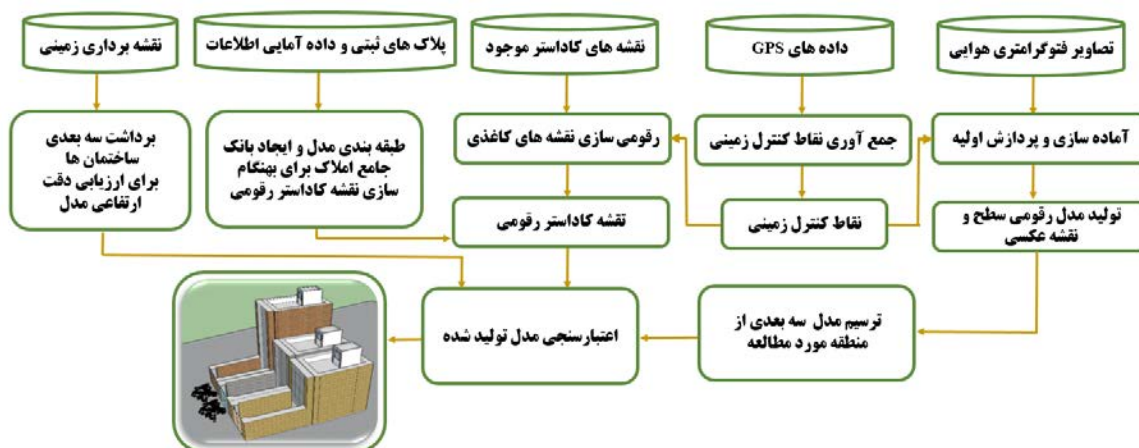 تصاویر فتوگرامتری هوایی
داده های GPS
نقشه های کاداستر موجود
پلاک های ثبتی و داده آمایی اطلاعات
نقشه برداری زمینی
آماده سازی و پردازش اولیه
جمع آوری نقاط کنترل زمینی
رقومی سازی نقشه های کاغذی
طبقه بندی مدل و ایجاد بانک
جامع املاک برای بهنگام
سازی نقشه کاداستر رقومی
برداشت سه بعدی
ساختمان ها
برای ارزیابی دقت
ارتفاعی مدل
تولید مدل رقومی سطح و
نقشه عکسی
نقاط کنترل زمینی
نقشه کاداستر رقومی
ترسیم مدل سه بعدی از
منطقه مورد مطالعه
اعتبارسنجی مدل تولید شده